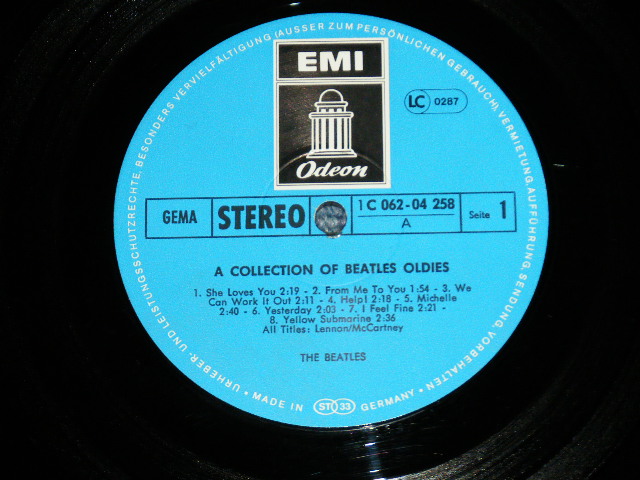 URHEBER- UND LEISTUNGSSCHUTZRECHTE, BESONDERS VERVIELFÄLTIGUNG (AUSSER ZUM PERSÖNLICHEN GEBRAUCH), VERMIETUNG, AUFFÜHRUNG, SENDUNG, VORBEHALTEN
EMI
Odeon
LC 0287
GEMA
STEREO
1 C 062-04 258
A
Seite 1
A COLLECTION OF BEATLES OLDIES
1. She Loves You 2:19 - 2. From Me To You 1:54 - 3. We
Can Work It Out 2:11 - 4. Help! 2:18 - 5. Michelle
2:40 - 6. Yesterday 2:03 - 7. I Feel Fine 2:21 -
8. Yellow Submarine 2:36
All Titles: Lennon/McCartney
THE BEATLES
• MADE IN STEREO 33 GERMANY •